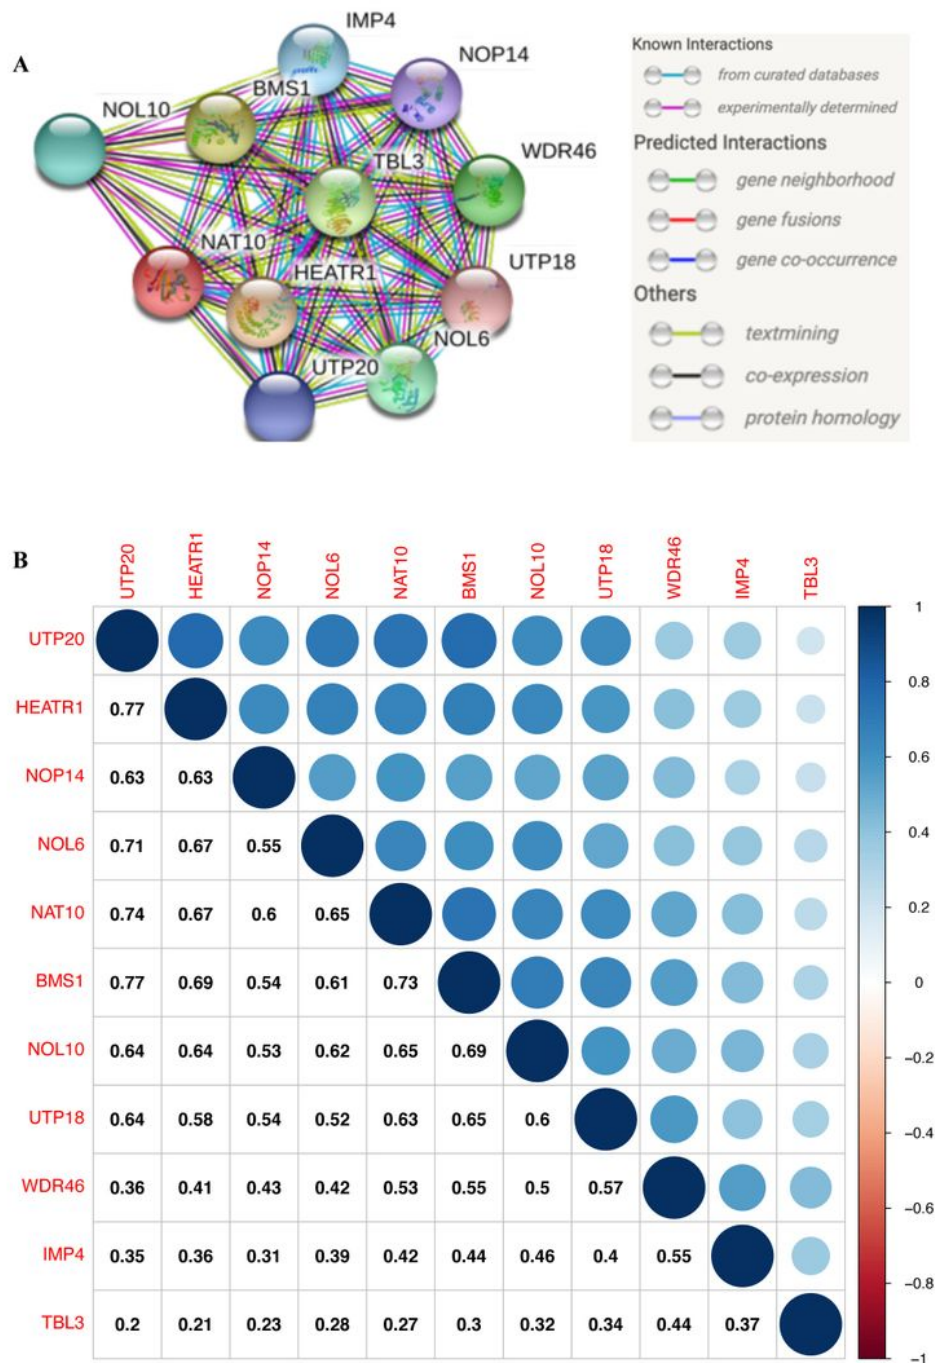 A
IMP4
NOP14
BMS1
NOL10
TBL3
WDR46
NAT10
HEATR1
UTP18
NOL6
UTP20
Known Interactions
from curated databases
experimentally determined
Predicted Interactions
gene neighborhood
gene fusions
gene co-occurrence
Others
textmining
co-expression
protein homology
B
UTP20 HEATR1 NOP14 NOL6 NAT10 BMS1 NOL10 UTP18 WDR46 IMP4 TBL3
UTP20
HEATR1 0.77
NOP14 0.63 0.63
NOL6 0.71 0.67 0.55
NAT10 0.74 0.67 0.6 0.65
BMS1 0.77 0.69 0.54 0.61 0.73
NOL10 0.64 0.64 0.53 0.62 0.65 0.69
UTP18 0.64 0.58 0.54 0.52 0.63 0.65 0.6
WDR46 0.36 0.41 0.43 0.42 0.53 0.55 0.5 0.57
IMP4 0.35 0.36 0.31 0.39 0.42 0.44 0.46 0.4 0.55
TBL3 0.2 0.21 0.23 0.28 0.27 0.3 0.32 0.34 0.44 0.37
1
0.8
0.6
0.4
0.2
0
−0.2
−0.4
−0.6
−0.8
−1